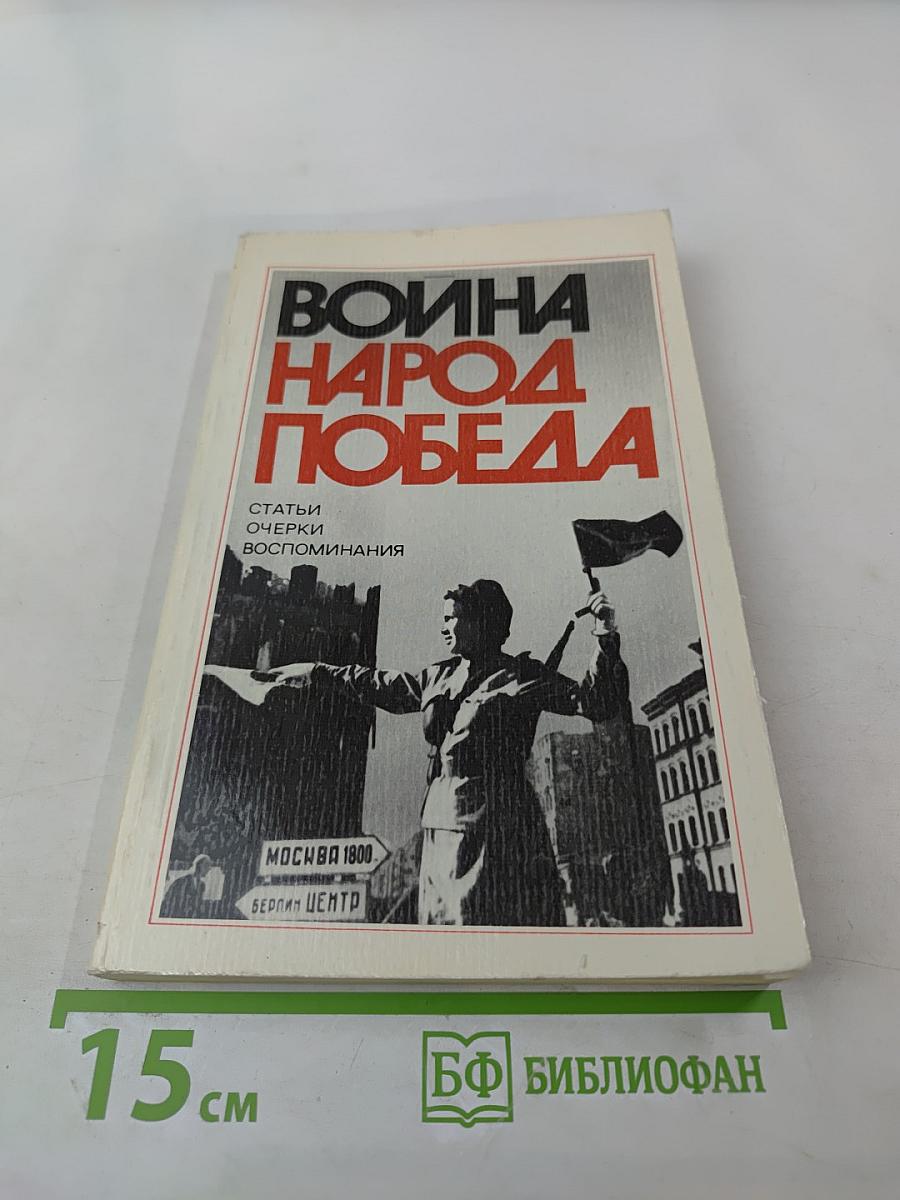 ВОЙНА
НАРОД
ПОБЕДА
СТАТЬИ
ОЧЕРКИ
ВОСПОМИНАНИЯ
МОСКВА 1800
БЕРЛИН ЦЕНТР
15 см
БФ БИБЛИОФАН